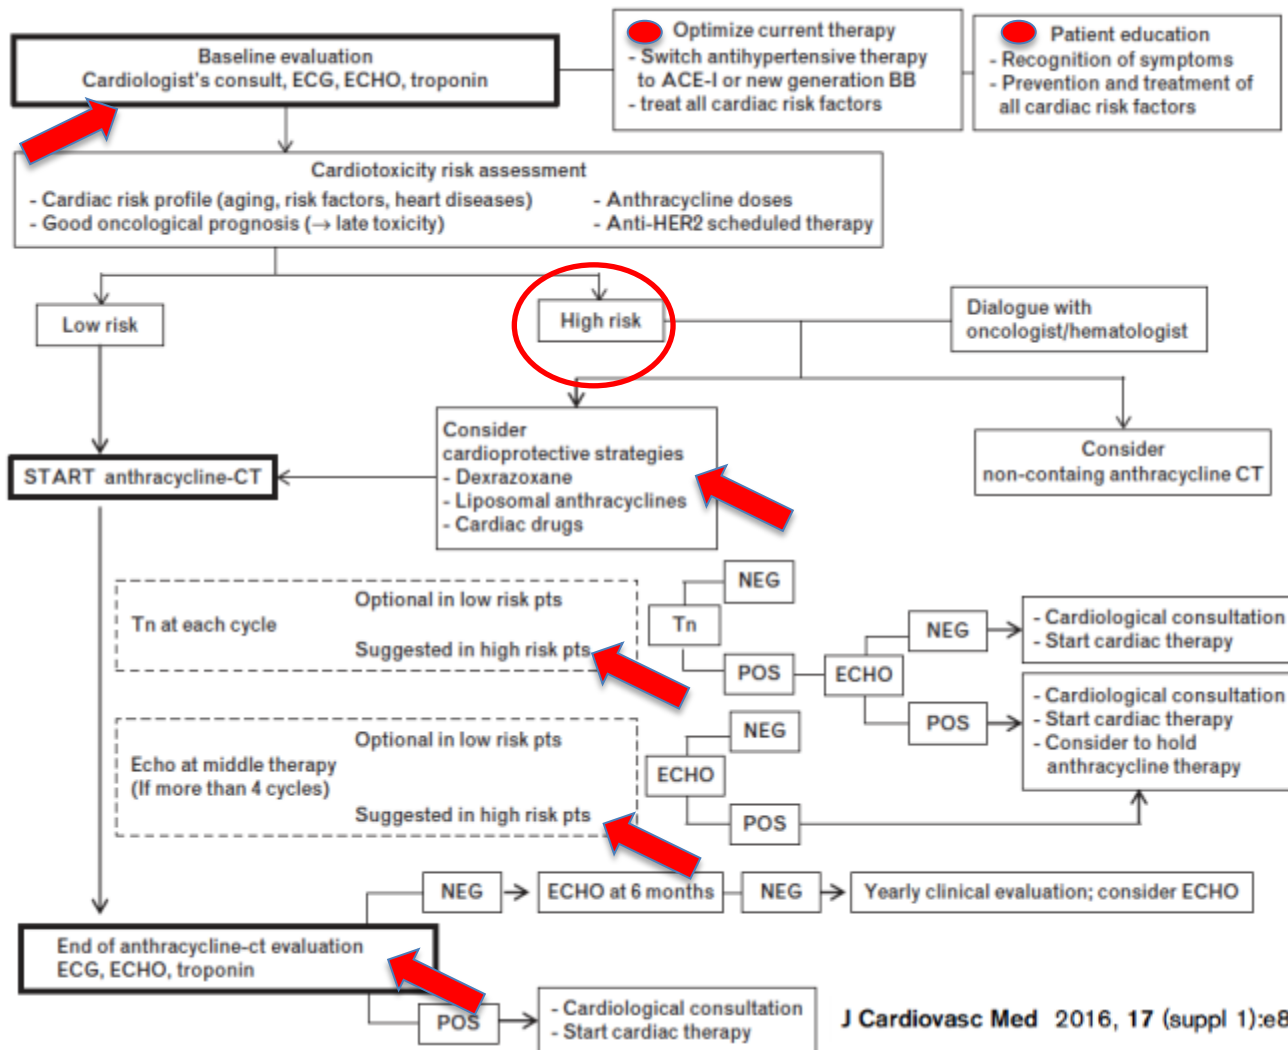 Baseline evaluation
Cardiologist's consult, ECG, ECHO, troponin
Optimize current therapy
- Switch antihypertensive therapy
to ACE-I or new generation BB
- treat all cardiac risk factors
Patient education
- Recognition of symptoms
- Prevention and treatment of
all cardiac risk factors
Cardiotoxicity risk assessment
- Cardiac risk profile (aging, risk factors, heart diseases)
- Good oncological prognosis (→ late toxicity)
- Anthracycline doses
- Anti-HER2 scheduled therapy
Low risk
High risk
Dialogue with
oncologist/hematologist
Consider
cardioprotective strategies
- Dexrazoxane
- Liposomal anthracyclines
- Cardiac drugs
Consider
non-containg anthracycline CT
START anthracycline-CT
Tn at each cycle
Optional in low risk pts
Suggested in high risk pts
Tn
NEG
POS
ECHO
NEG
POS
- Cardiological consultation
- Start cardiac therapy
- Cardiological consultation
- Start cardiac therapy
- Consider to hold
anthracycline therapy
Echo at middle therapy
(If more than 4 cycles)
Optional in low risk pts
Suggested in high risk pts
ECHO
NEG
POS
NEG
ECHO at 6 months
NEG
Yearly clinical evaluation; consider ECHO
End of anthracycline-ct evaluation
ECG, ECHO, troponin
POS
- Cardiological consultation
- Start cardiac therapy
J Cardiovasc Med 2016, 17 (suppl 1):e8